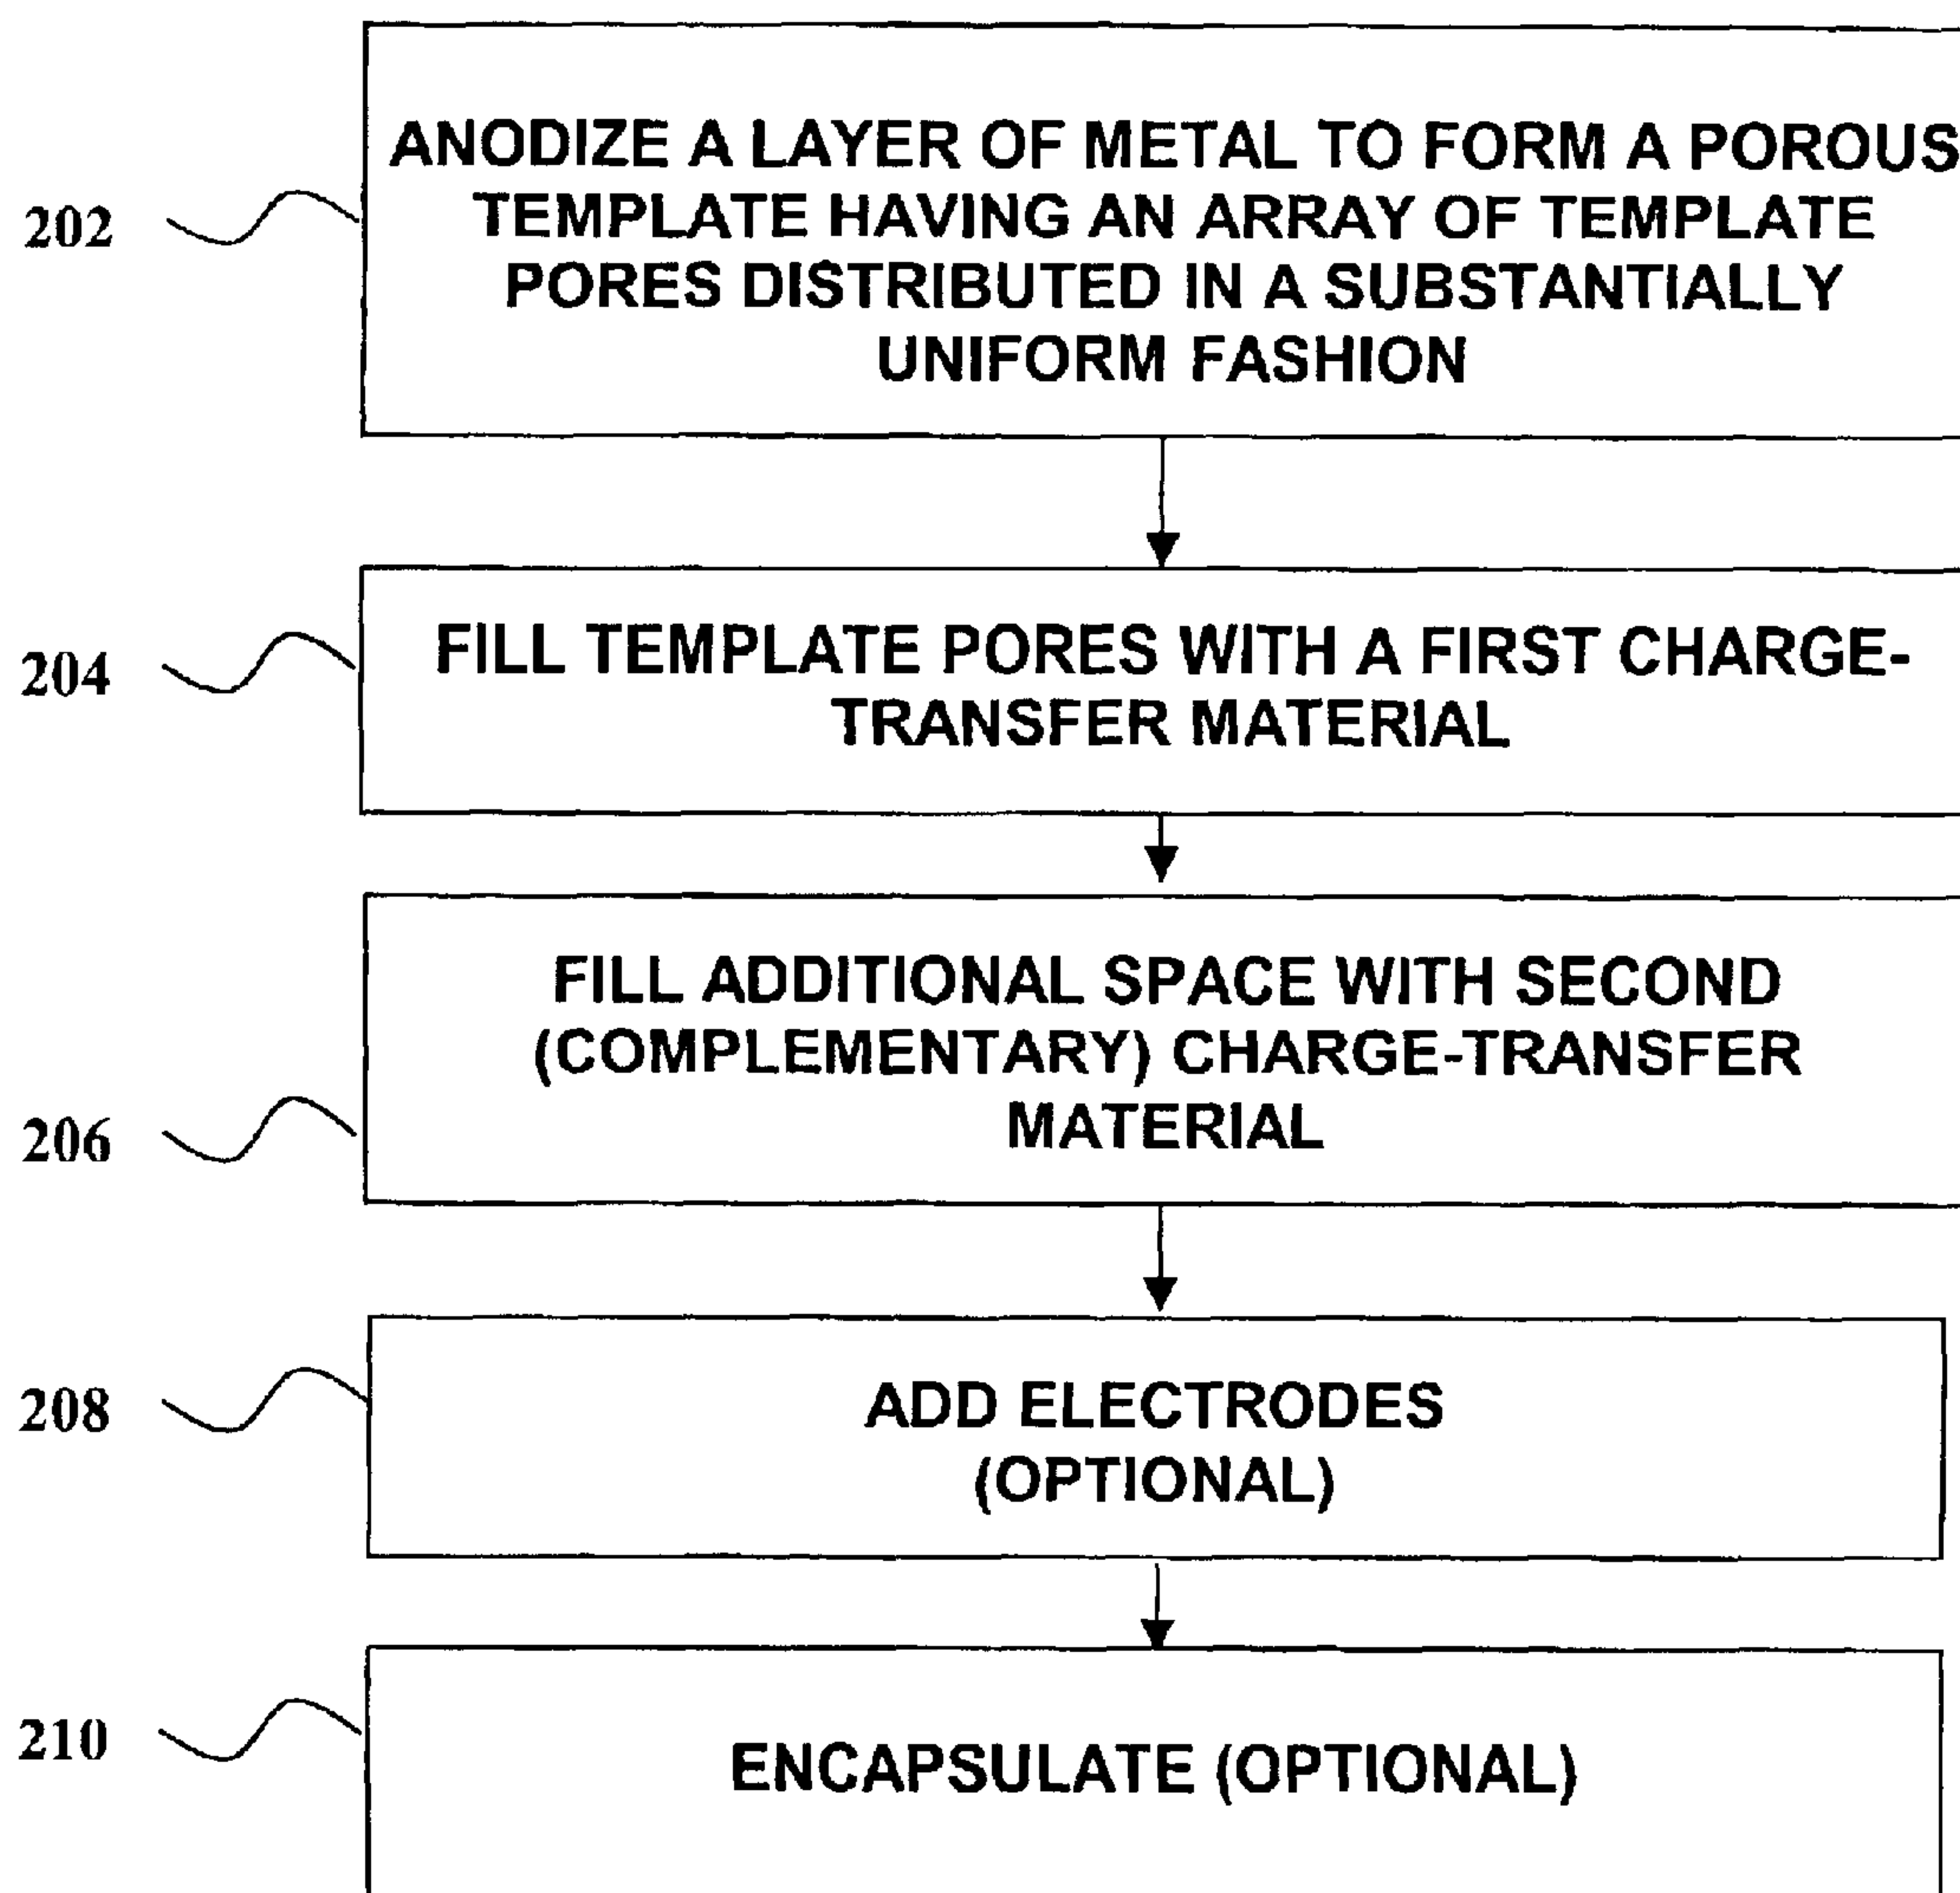 202
ANODIZE A LAYER OF METAL TO FORM A POROUS
TEMPLATE HAVING AN ARRAY OF TEMPLATE
PORES DISTRIBUTED IN A SUBSTANTIALLY
UNIFORM FASHION
204
FILL TEMPLATE PORES WITH A FIRST CHARGE-
TRANSFER MATERIAL
206
FILL ADDITIONAL SPACE WITH SECOND
(COMPLEMENTARY) CHARGE-TRANSFER
MATERIAL
208
ADD ELECTRODES
(OPTIONAL)
210
ENCAPSULATE (OPTIONAL)